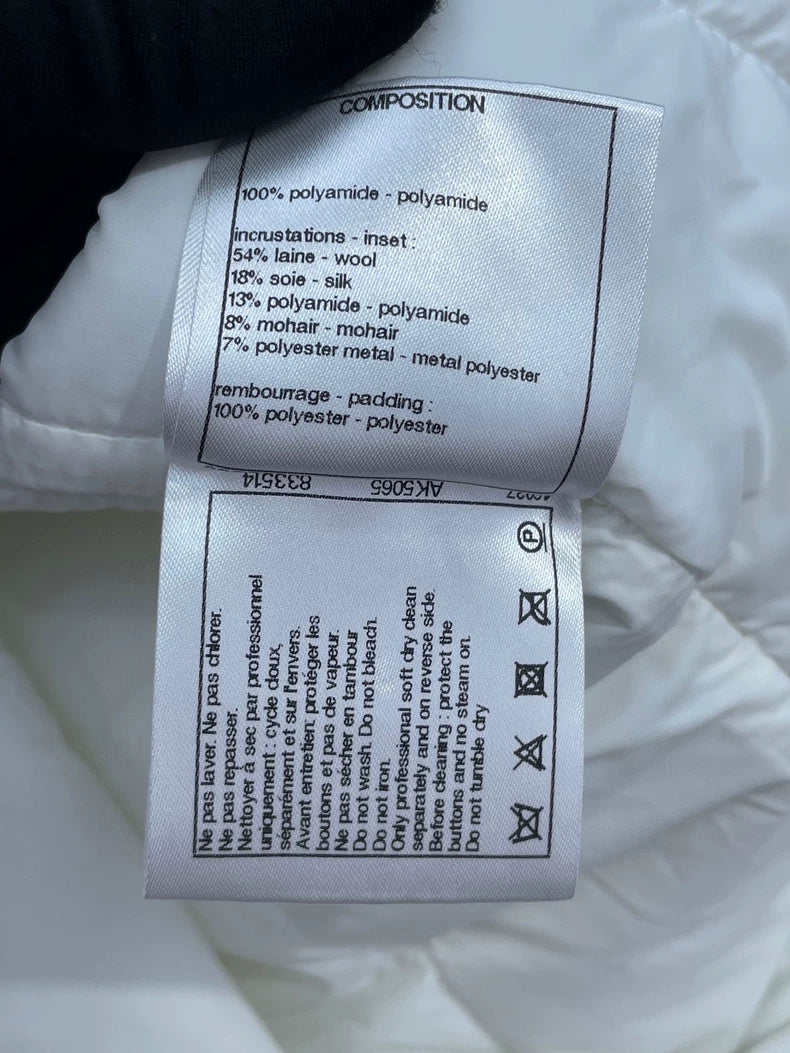 COMPOSITION
100% polyamide - polyamide
incrustations - inset :
54% laine - wool
18% soie - silk
13% polyamide - polyamide
8% mohair - mohair
7% polyester metal - metal polyester
rembourrage - padding :
100% polyester - polyester
833514 AK5065
Ne pas laver. Ne pas chlorer.
Ne pas repasser.
Nettoyer à sec par professionnel
uniquement : cycle doux,
séparément et sur l'envers.
Avant entretien: protéger les
boutons et pas de vapeur.
Ne pas sécher en tambour
Do not wash. Do not bleach.
Do not iron.
Only professional soft dry clean
separately and on reverse side.
Before cleaning : protect the
buttons and no steam on.
Do not tumble dry
P